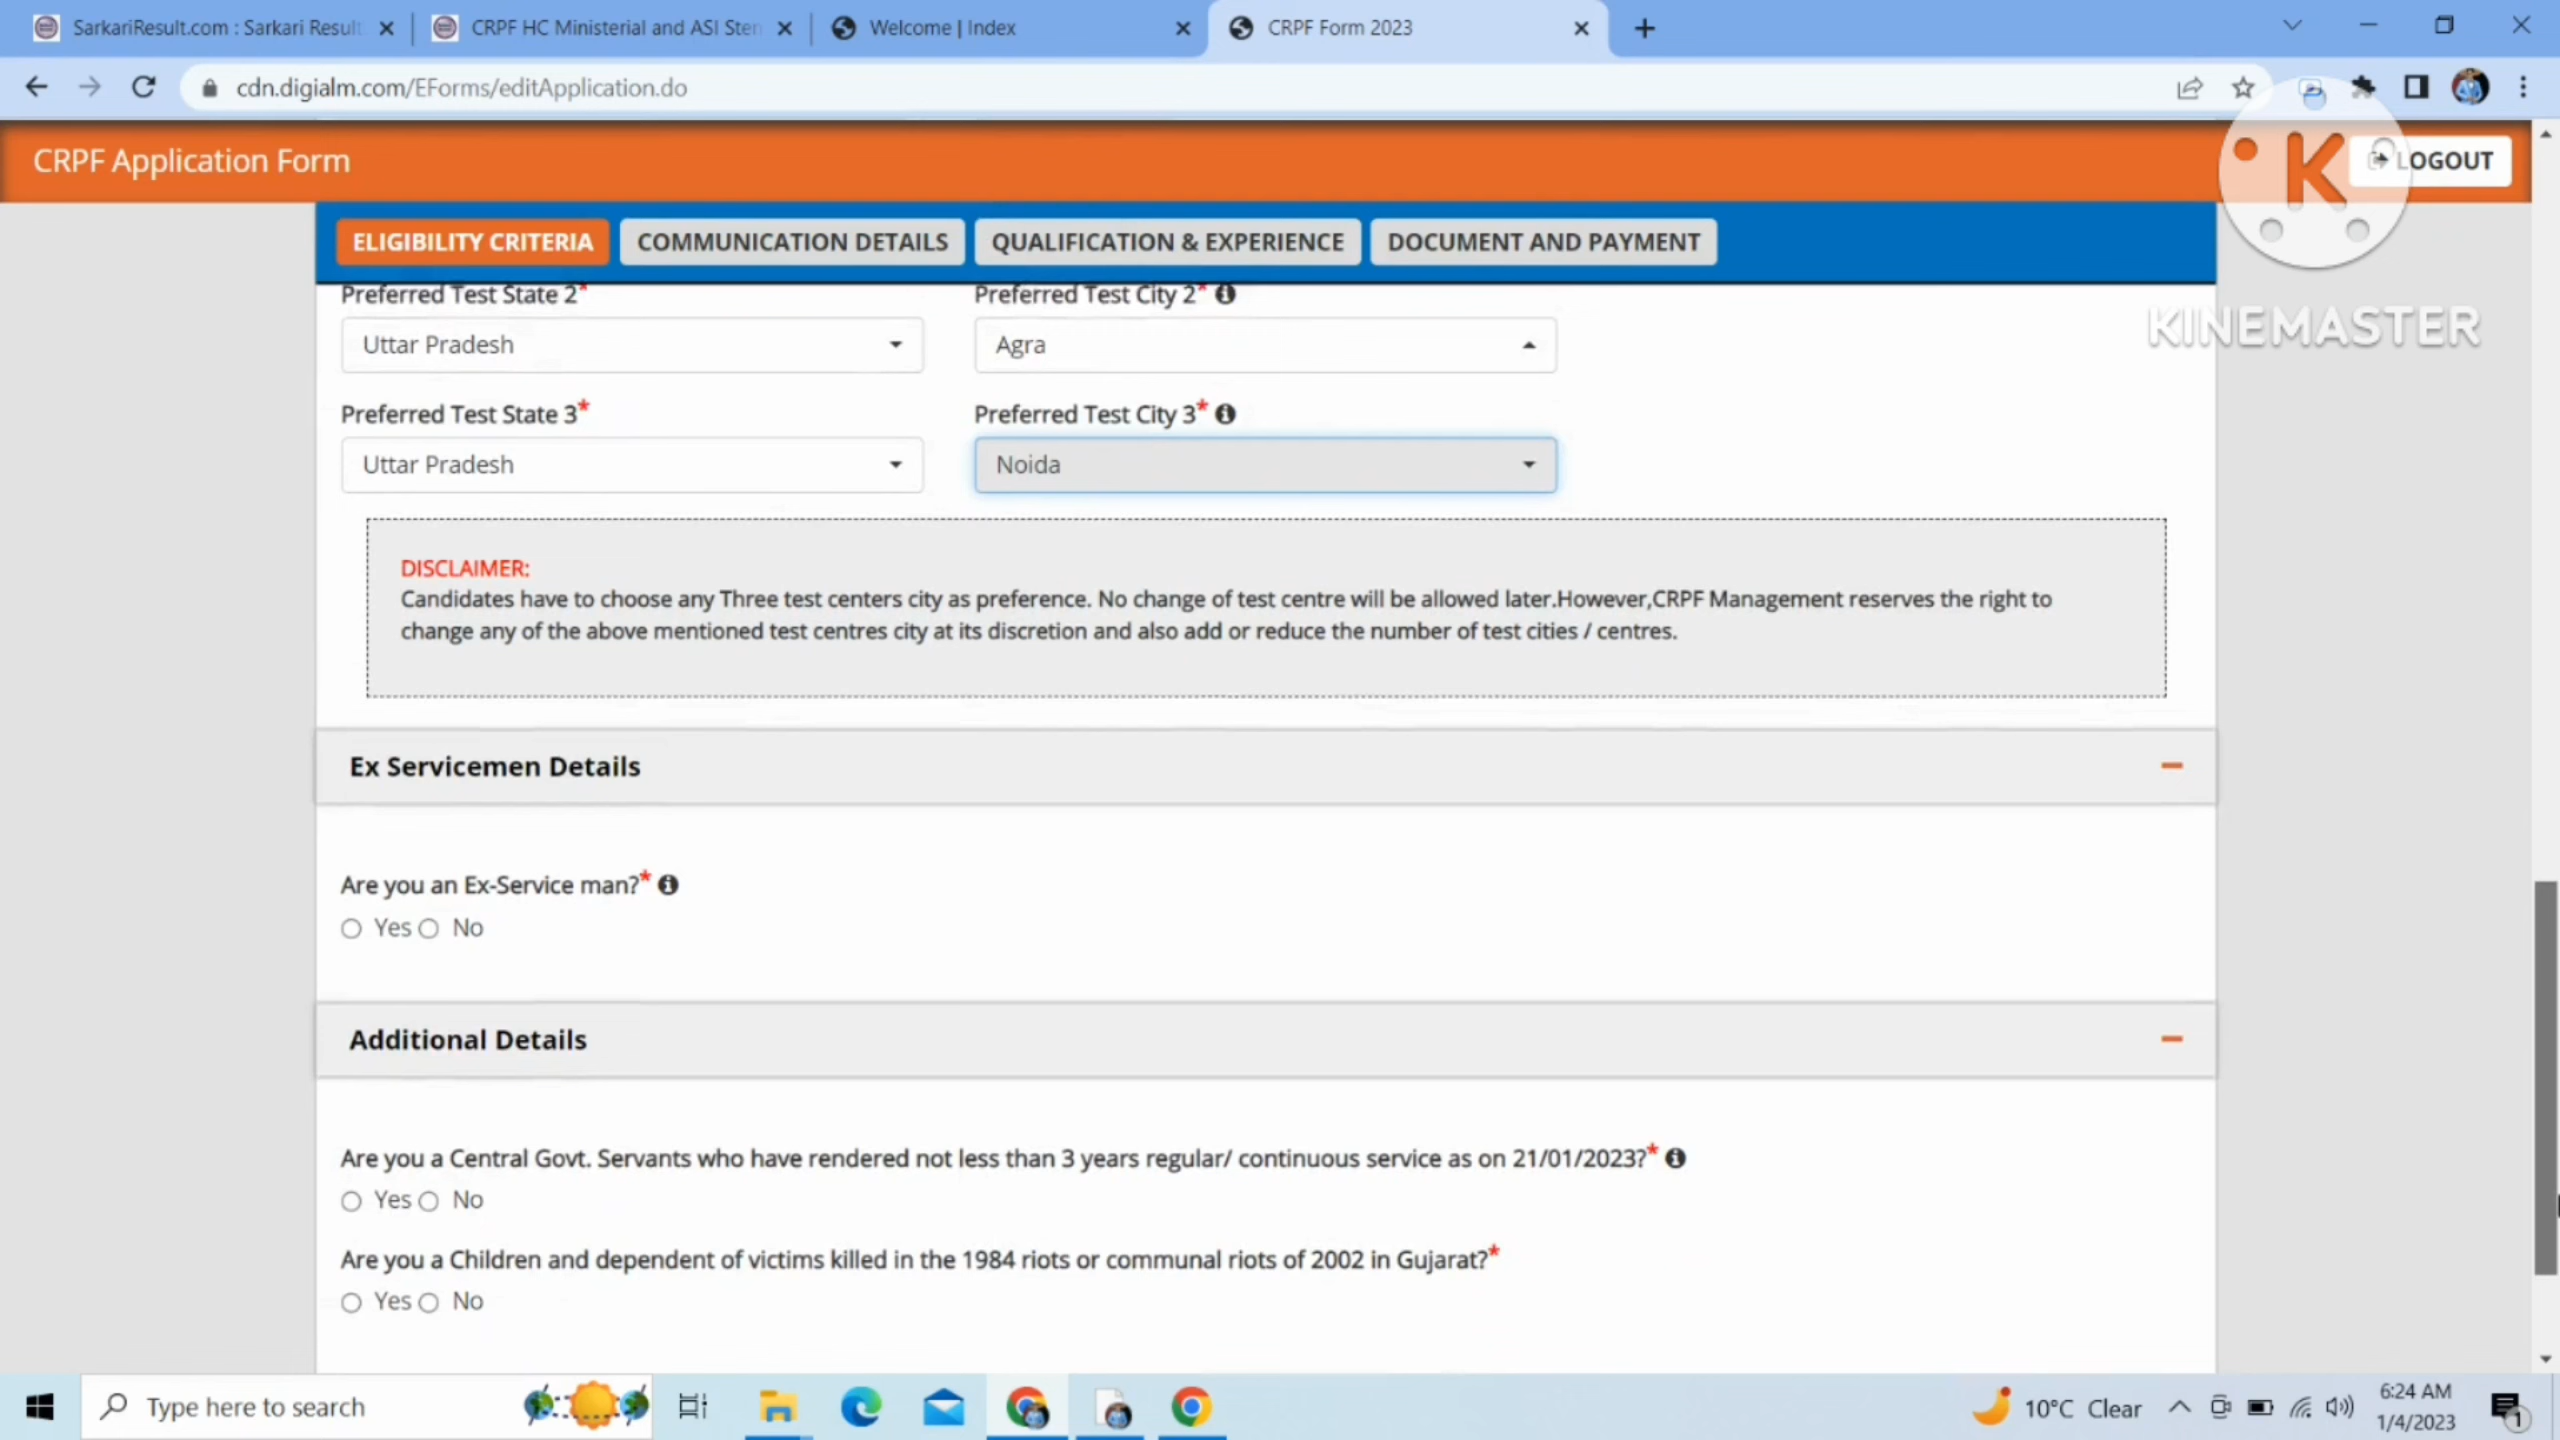 SarkariResult.com : Sarkari Result
CRPF HC Ministerial and ASI Sten
Welcome | Index
CRPF Form 2023
cdn.digialm.com/EForms/editApplication.do
CRPF Application Form
LOGOUT
K
KINEMASTER
ELIGIBILITY CRITERIA
COMMUNICATION DETAILS
QUALIFICATION & EXPERIENCE
DOCUMENT AND PAYMENT
Preferred Test State 2*
Preferred Test City 2*
Uttar Pradesh
Agra
Preferred Test State 3*
Preferred Test City 3*
Uttar Pradesh
Noida
DISCLAIMER:
Candidates have to choose any Three test centers city as preference. No change of test centre will be allowed later.However,CRPF Management reserves the right to
change any of the above mentioned test centres city at its discretion and also add or reduce the number of test cities / centres.
Ex Servicemen Details
Are you an Ex-Service man?*
Yes No
Additional Details
Are you a Central Govt. Servants who have rendered not less than 3 years regular/ continuous service as on 21/01/2023?*
Yes No
Are you a Children and dependent of victims killed in the 1984 riots or communal riots of 2002 in Gujarat?*
Yes No
Type here to search
10°C Clear
6:24 AM
1/4/2023
1